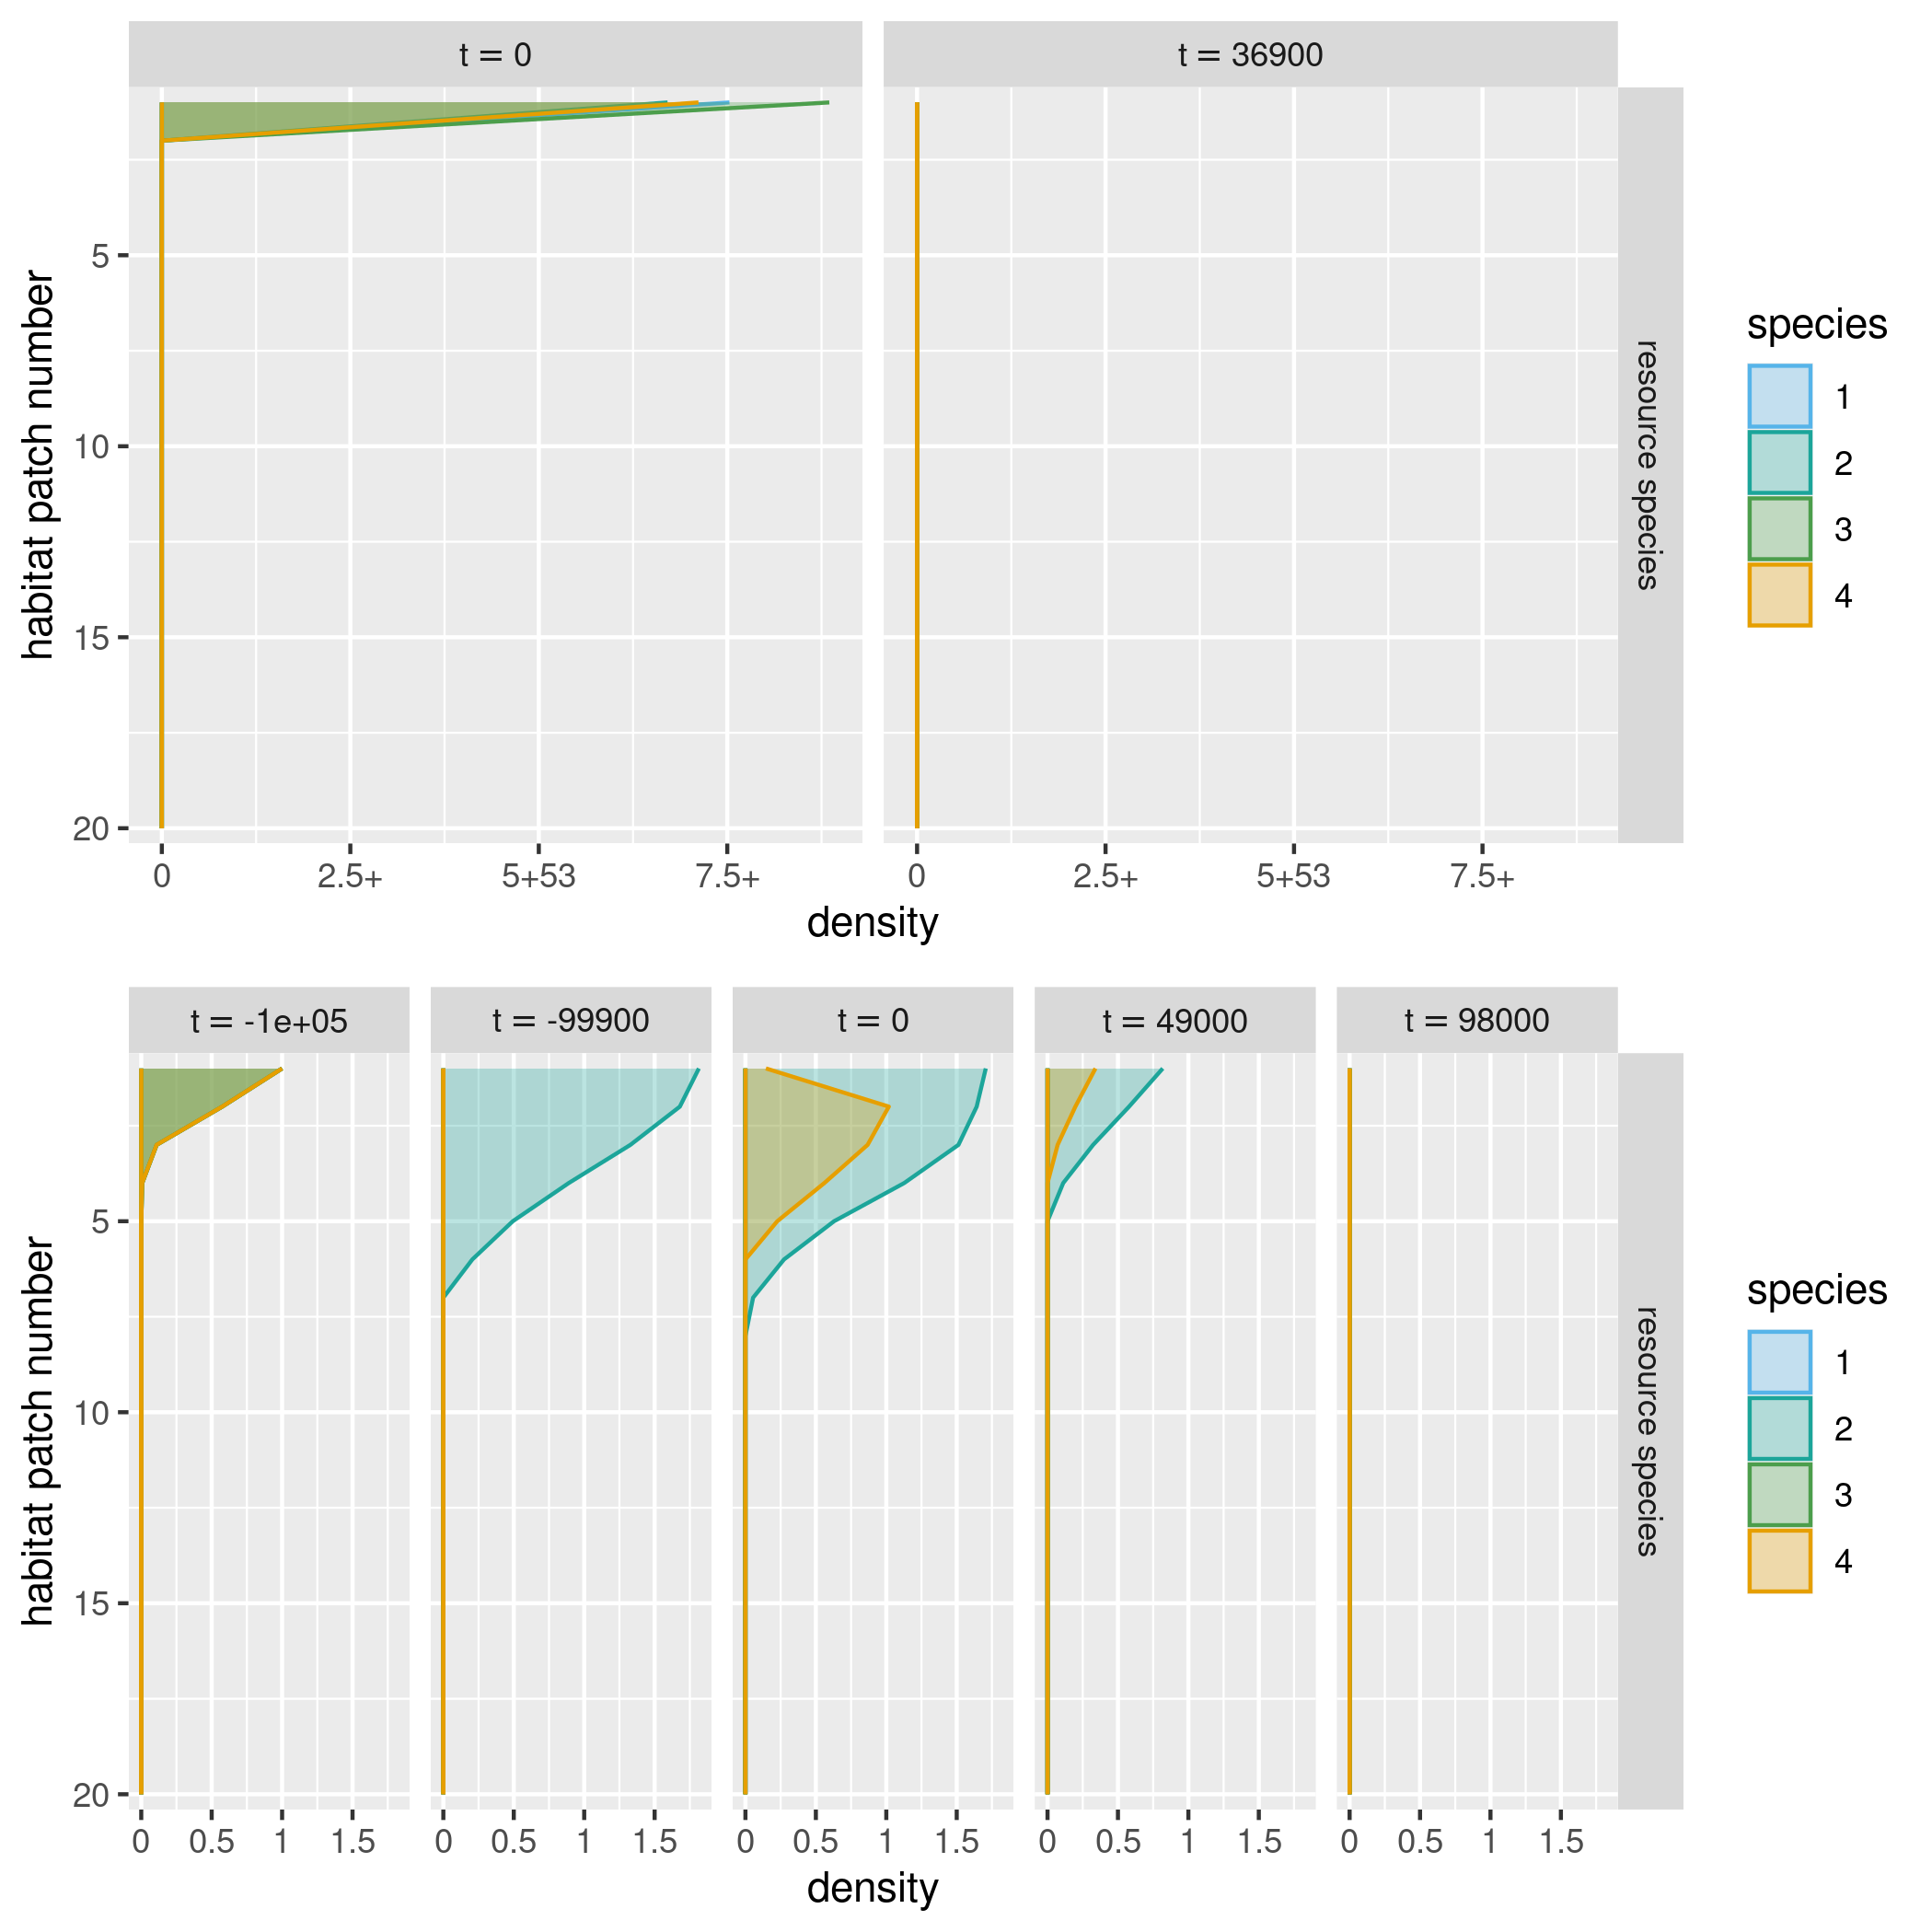 t = 0
t = 36900
habitat patch number
5
10
15
20
resource species
0
2.5+
5+53
7.5+
0
2.5+
5+53
7.5+
density
species
1
2
3
4
t = -1e+05
t = -99900
t = 0
t = 49000
t = 98000
habitat patch number
5
10
15
20
resource species
0 0.5 1 1.5
0 0.5 1 1.5
0 0.5 1 1.5
0 0.5 1 1.5
0 0.5 1 1.5
density
species
1
2
3
4